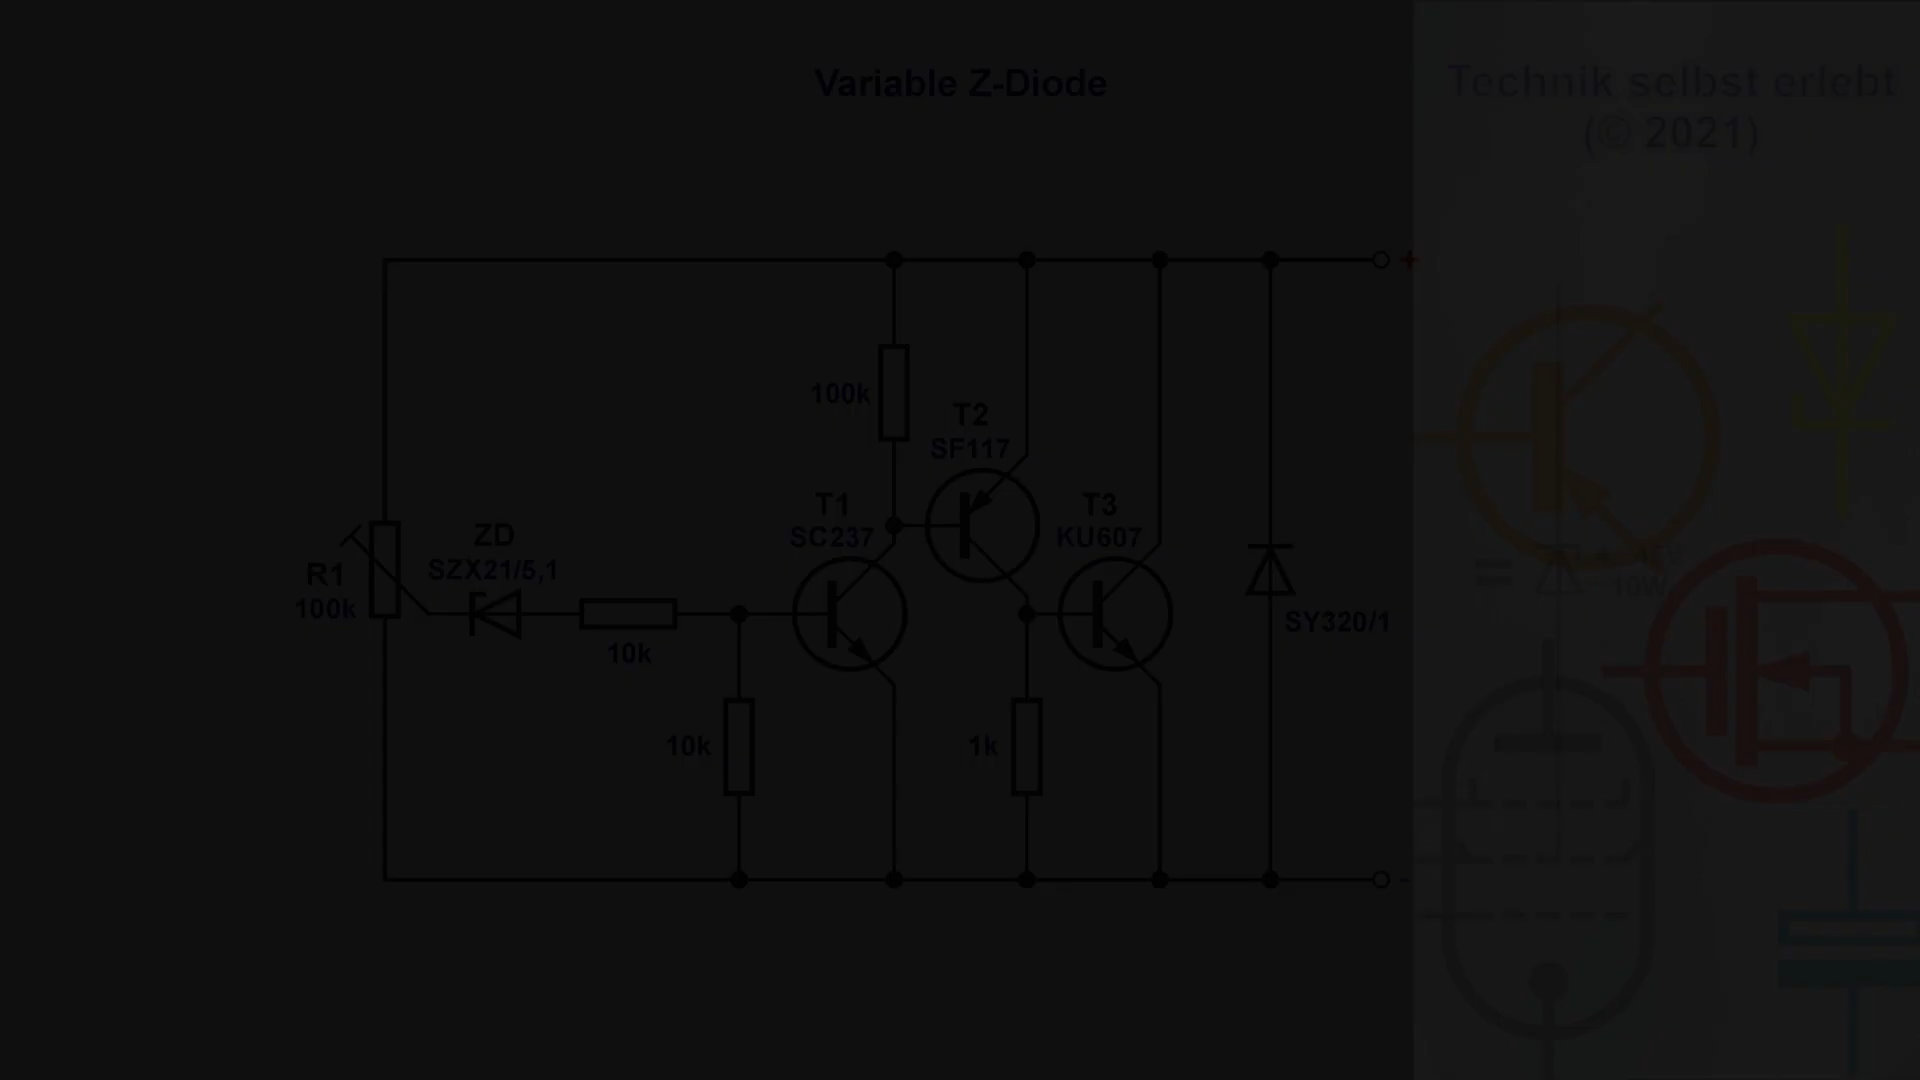 Variable Z-Diode
Technik selbst erlebt
(© 2021)
+
100k
T2
SF117
T1
SC237
T3
KU607
ZD
SZX21/5,1
R1
100k
10k
SY320/1
10k
1k
-
= 
10W